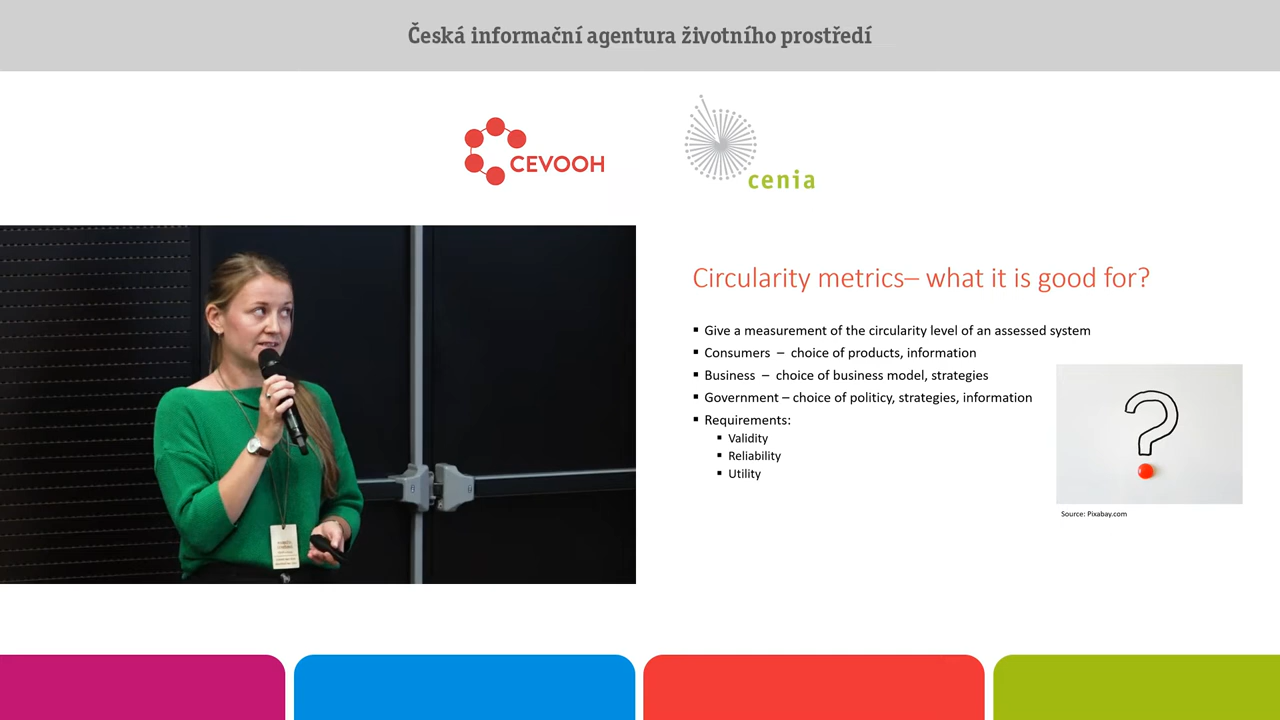 Česká informační agentura životního prostředí
CEVOOH
cenia
Circularity metrics– what it is good for?
▪ Give a measurement of the circularity level of an assessed system
▪ Consumers – choice of products, information
▪ Business – choice of business model, strategies
▪ Government – choice of politicy, strategies, information
▪ Requirements:
▪ Validity
▪ Reliability
▪ Utility
Source: Pixabay.com